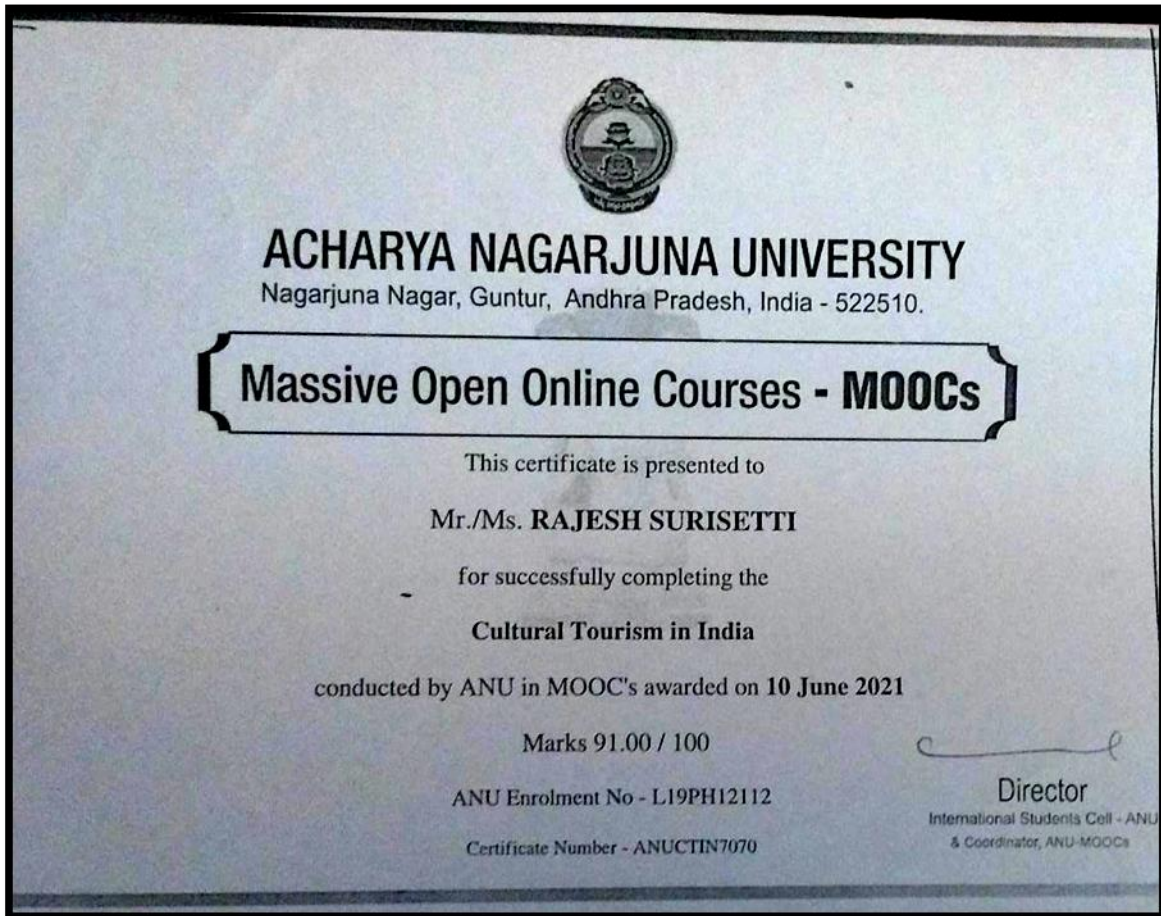 ACHARYA NAGARJUNA UNIVERSITY
Nagarjuna Nagar, Guntur, Andhra Pradesh, India - 522510.
Massive Open Online Courses - MOOCs
This certificate is presented to
Mr./Ms. RAJESH SURISETTI
for successfully completing the
Cultural Tourism in India
conducted by ANU in MOOC's awarded on 10 June 2021
Marks 91.00 / 100
ANU Enrolment No - L19PH12112
Certificate Number - ANUCTIN7070
Director
International Students Cell - ANU
& Coordinator, ANU-MOOCs